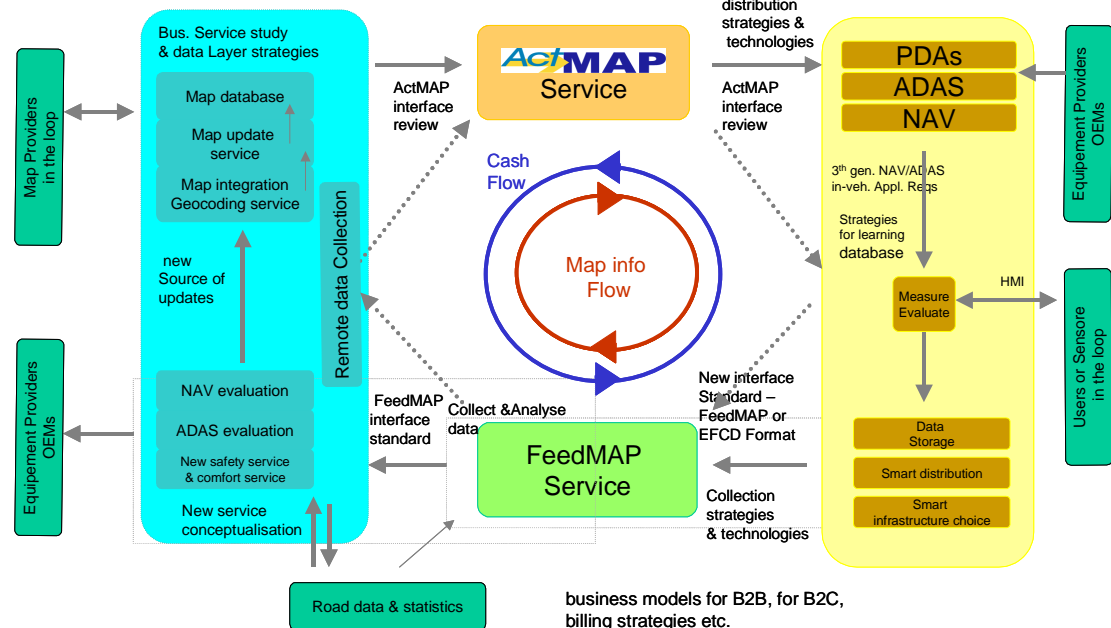 distribution
strategies &
technologies
Bus. Service study
& data Layer strategies
Map database
Map update
service
Map integration
Geocoding service
Remote data Collection
new
Source of
updates
NAV evaluation
ADAS evaluation
New safety service
& comfort service
New service
conceptualisation
Map Providers
in the loop
Equipement Providers
OEMs
ActMAP
interface
review
ActMAP
Service
ActMAP
interface
review
Cash
Flow
Map info
Flow
FeedMAP
interface
standard
Collect &Analyse
data
New interface
Standard –
FeedMAP or
EFCD Format
FeedMAP
Service
Collection
strategies
& technologies
PDAs
ADAS
NAV
3th gen. NAV/ADAS
in-veh. Appl. Reqs
Strategies
for learning
database
Measure
Evaluate
HMI
Data
Storage
Smart distribution
Smart
infrastructure choice
Equipement Providers
OEMs
Users or Sensore
in the loop
Road data & statistics
business models for B2B, for B2C,
billing strategies etc.